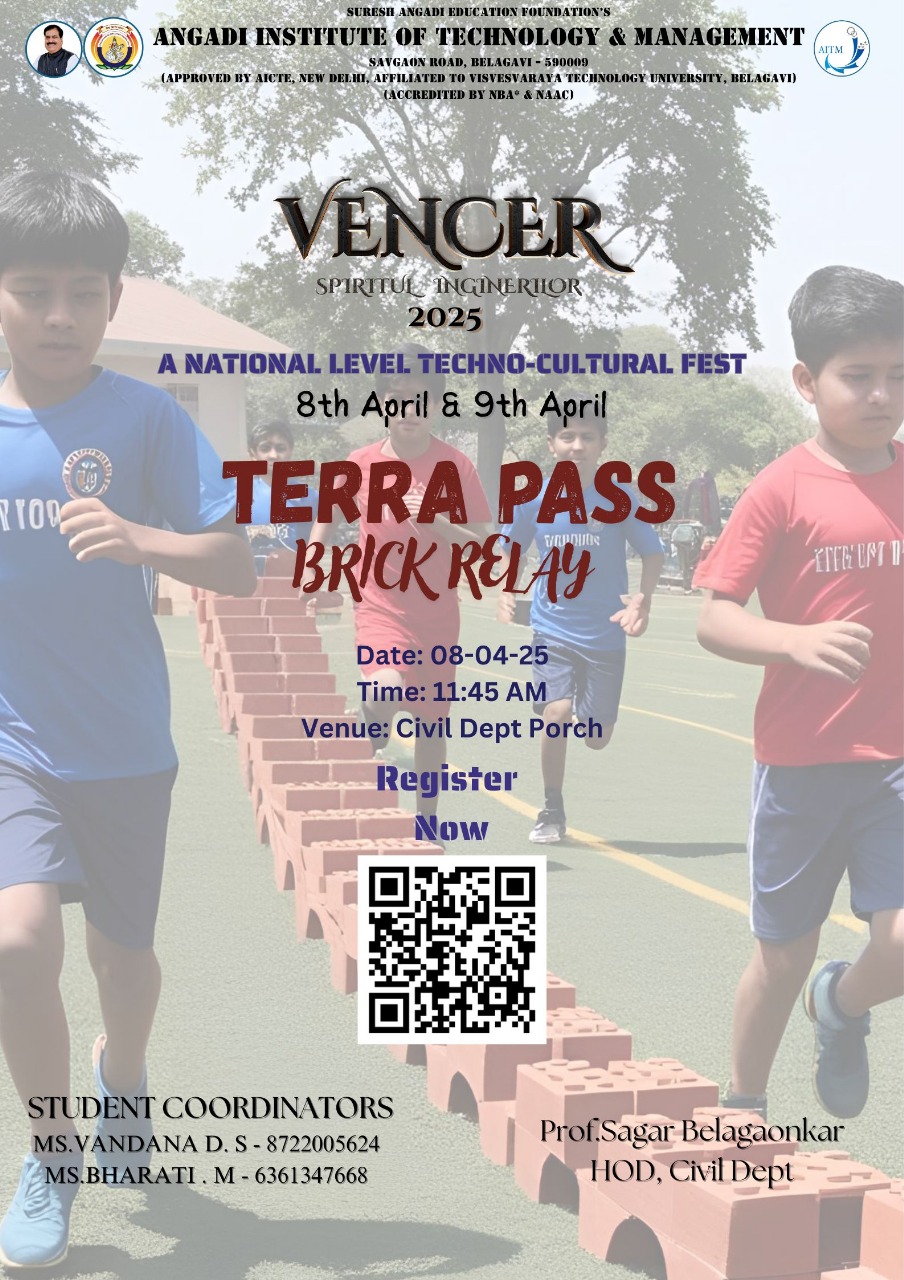 SURESH ANGADI EDUCATION FOUNDATION'S
ANGADI INSTITUTE OF TECHNOLOGY & MANAGEMENT
SAVGAON ROAD, BELAGAVI - 590009
(APPROVED BY AICTE, NEW DELHI, AFFILIATED TO VISVESVARAYA TECHNOLOGY UNIVERSITY, BELAGAVI)
(ACCREDITED BY NBA* & NAAC)
AITM
VENCER
SPIRITUL INGINERILOR
2025
A NATIONAL LEVEL TECHNO-CULTURAL FEST
8th April & 9th April
TERRA PASS
BRICK RELAY
Date: 08-04-25
Time: 11:45 AM
Venue: Civil Dept Porch
Register
Now
STUDENT COORDINATORS
MS.VANDANA D. S - 8722005624
MS.BHARATI . M - 6361347668
Prof.Sagar Belagaonkar
HOD, Civil Dept